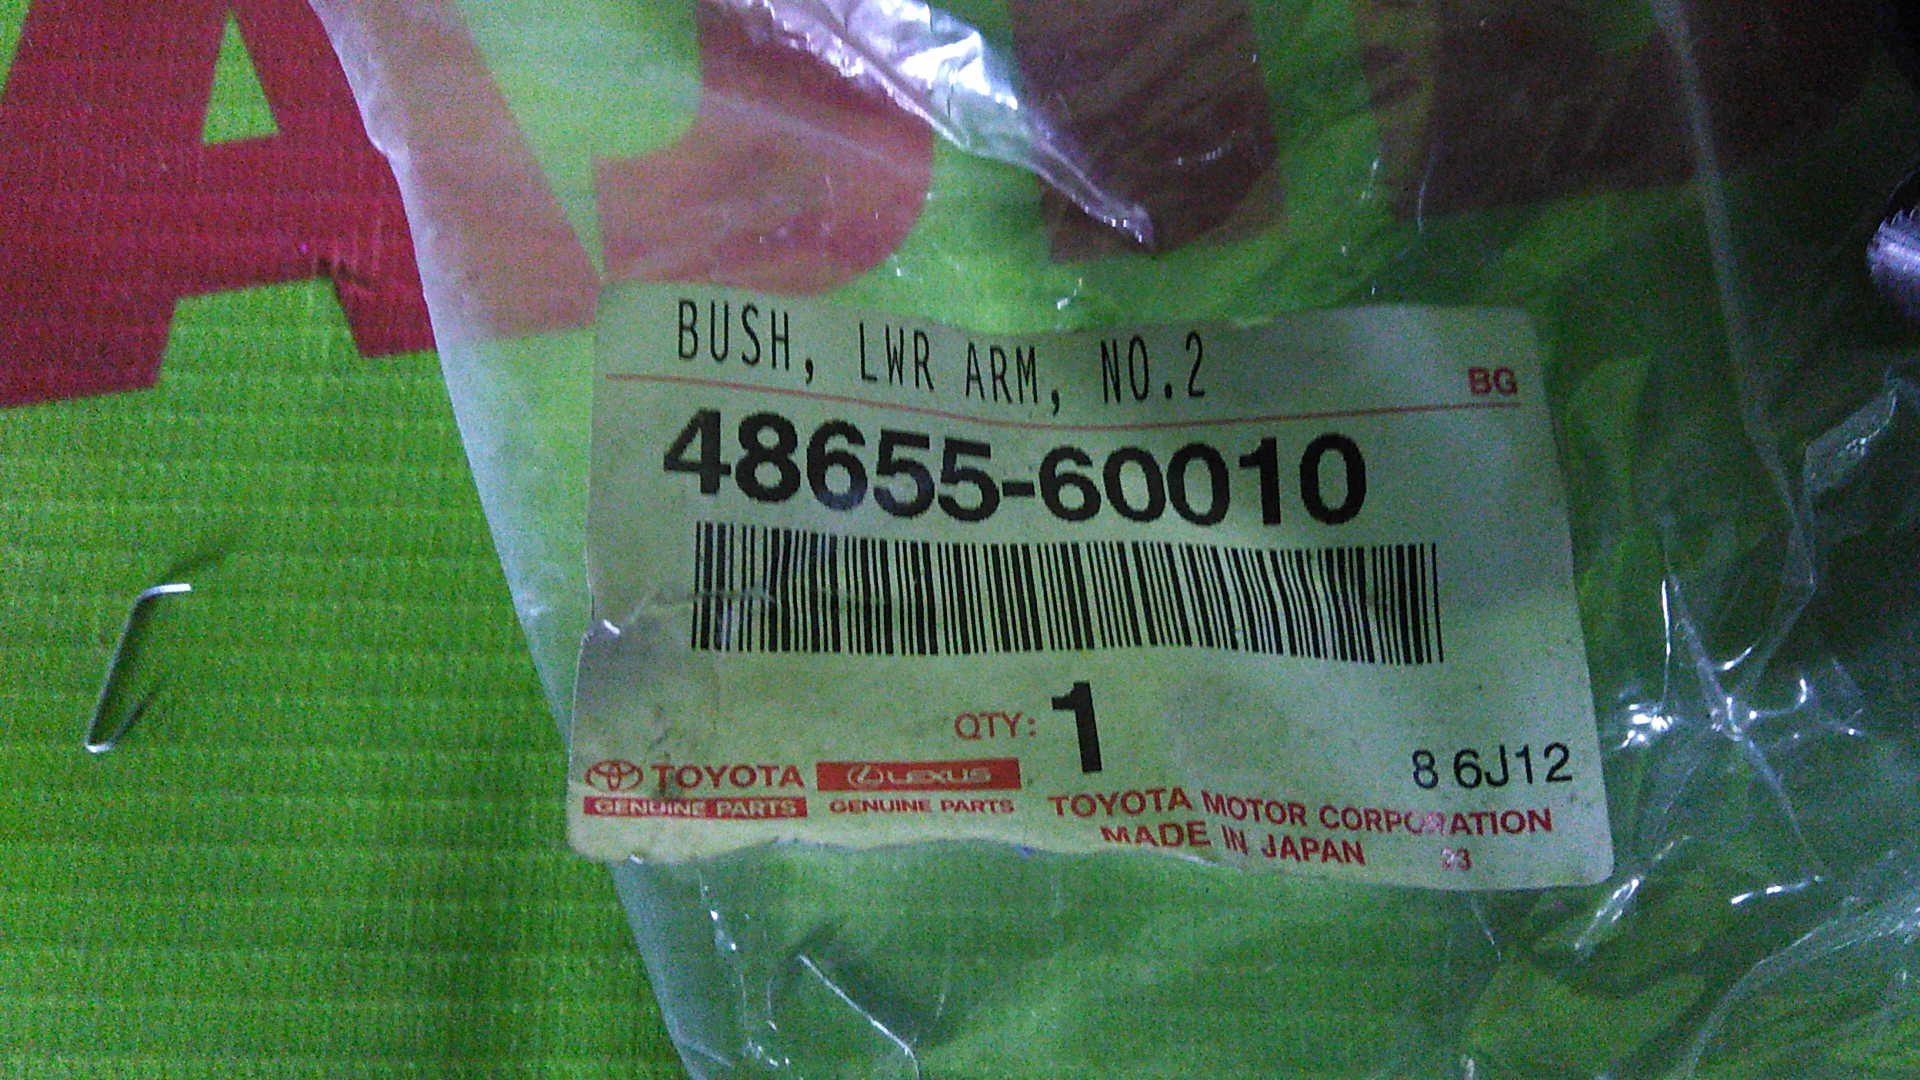 BUSH, LWR ARM, NO.2
BG
48655-60010
QTY: 1
8 6J12
TOYOTA
GENUINE PARTS
LEXUS
GENUINE PARTS
TOYOTA MOTOR CORPORATION
MADE IN JAPAN